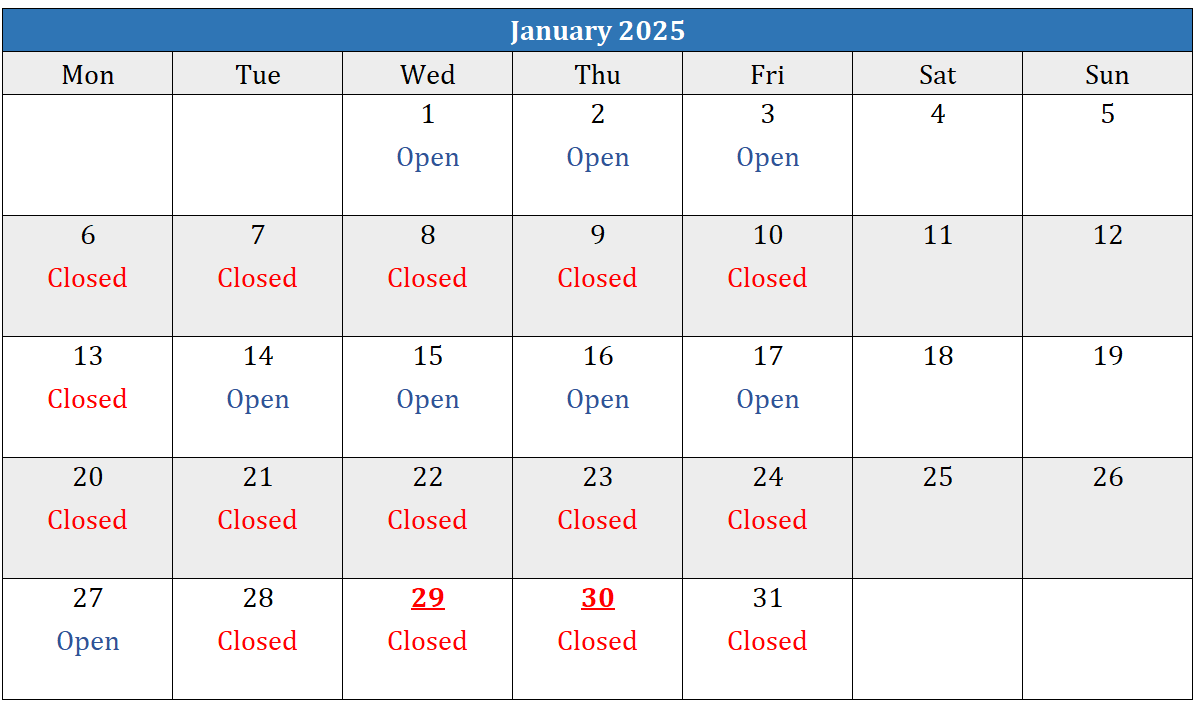 January 2025
Mon Tue Wed Thu Fri Sat Sun
1 2 3 4 5
Open Open Open
6 7 8 9 10 11 12
Closed Closed Closed Closed Closed
13 14 15 16 17 18 19
Closed Open Open Open Open
20 21 22 23 24 25 26
Closed Closed Closed Closed Closed
27 28 29 30 31
Open Closed Closed Closed Closed